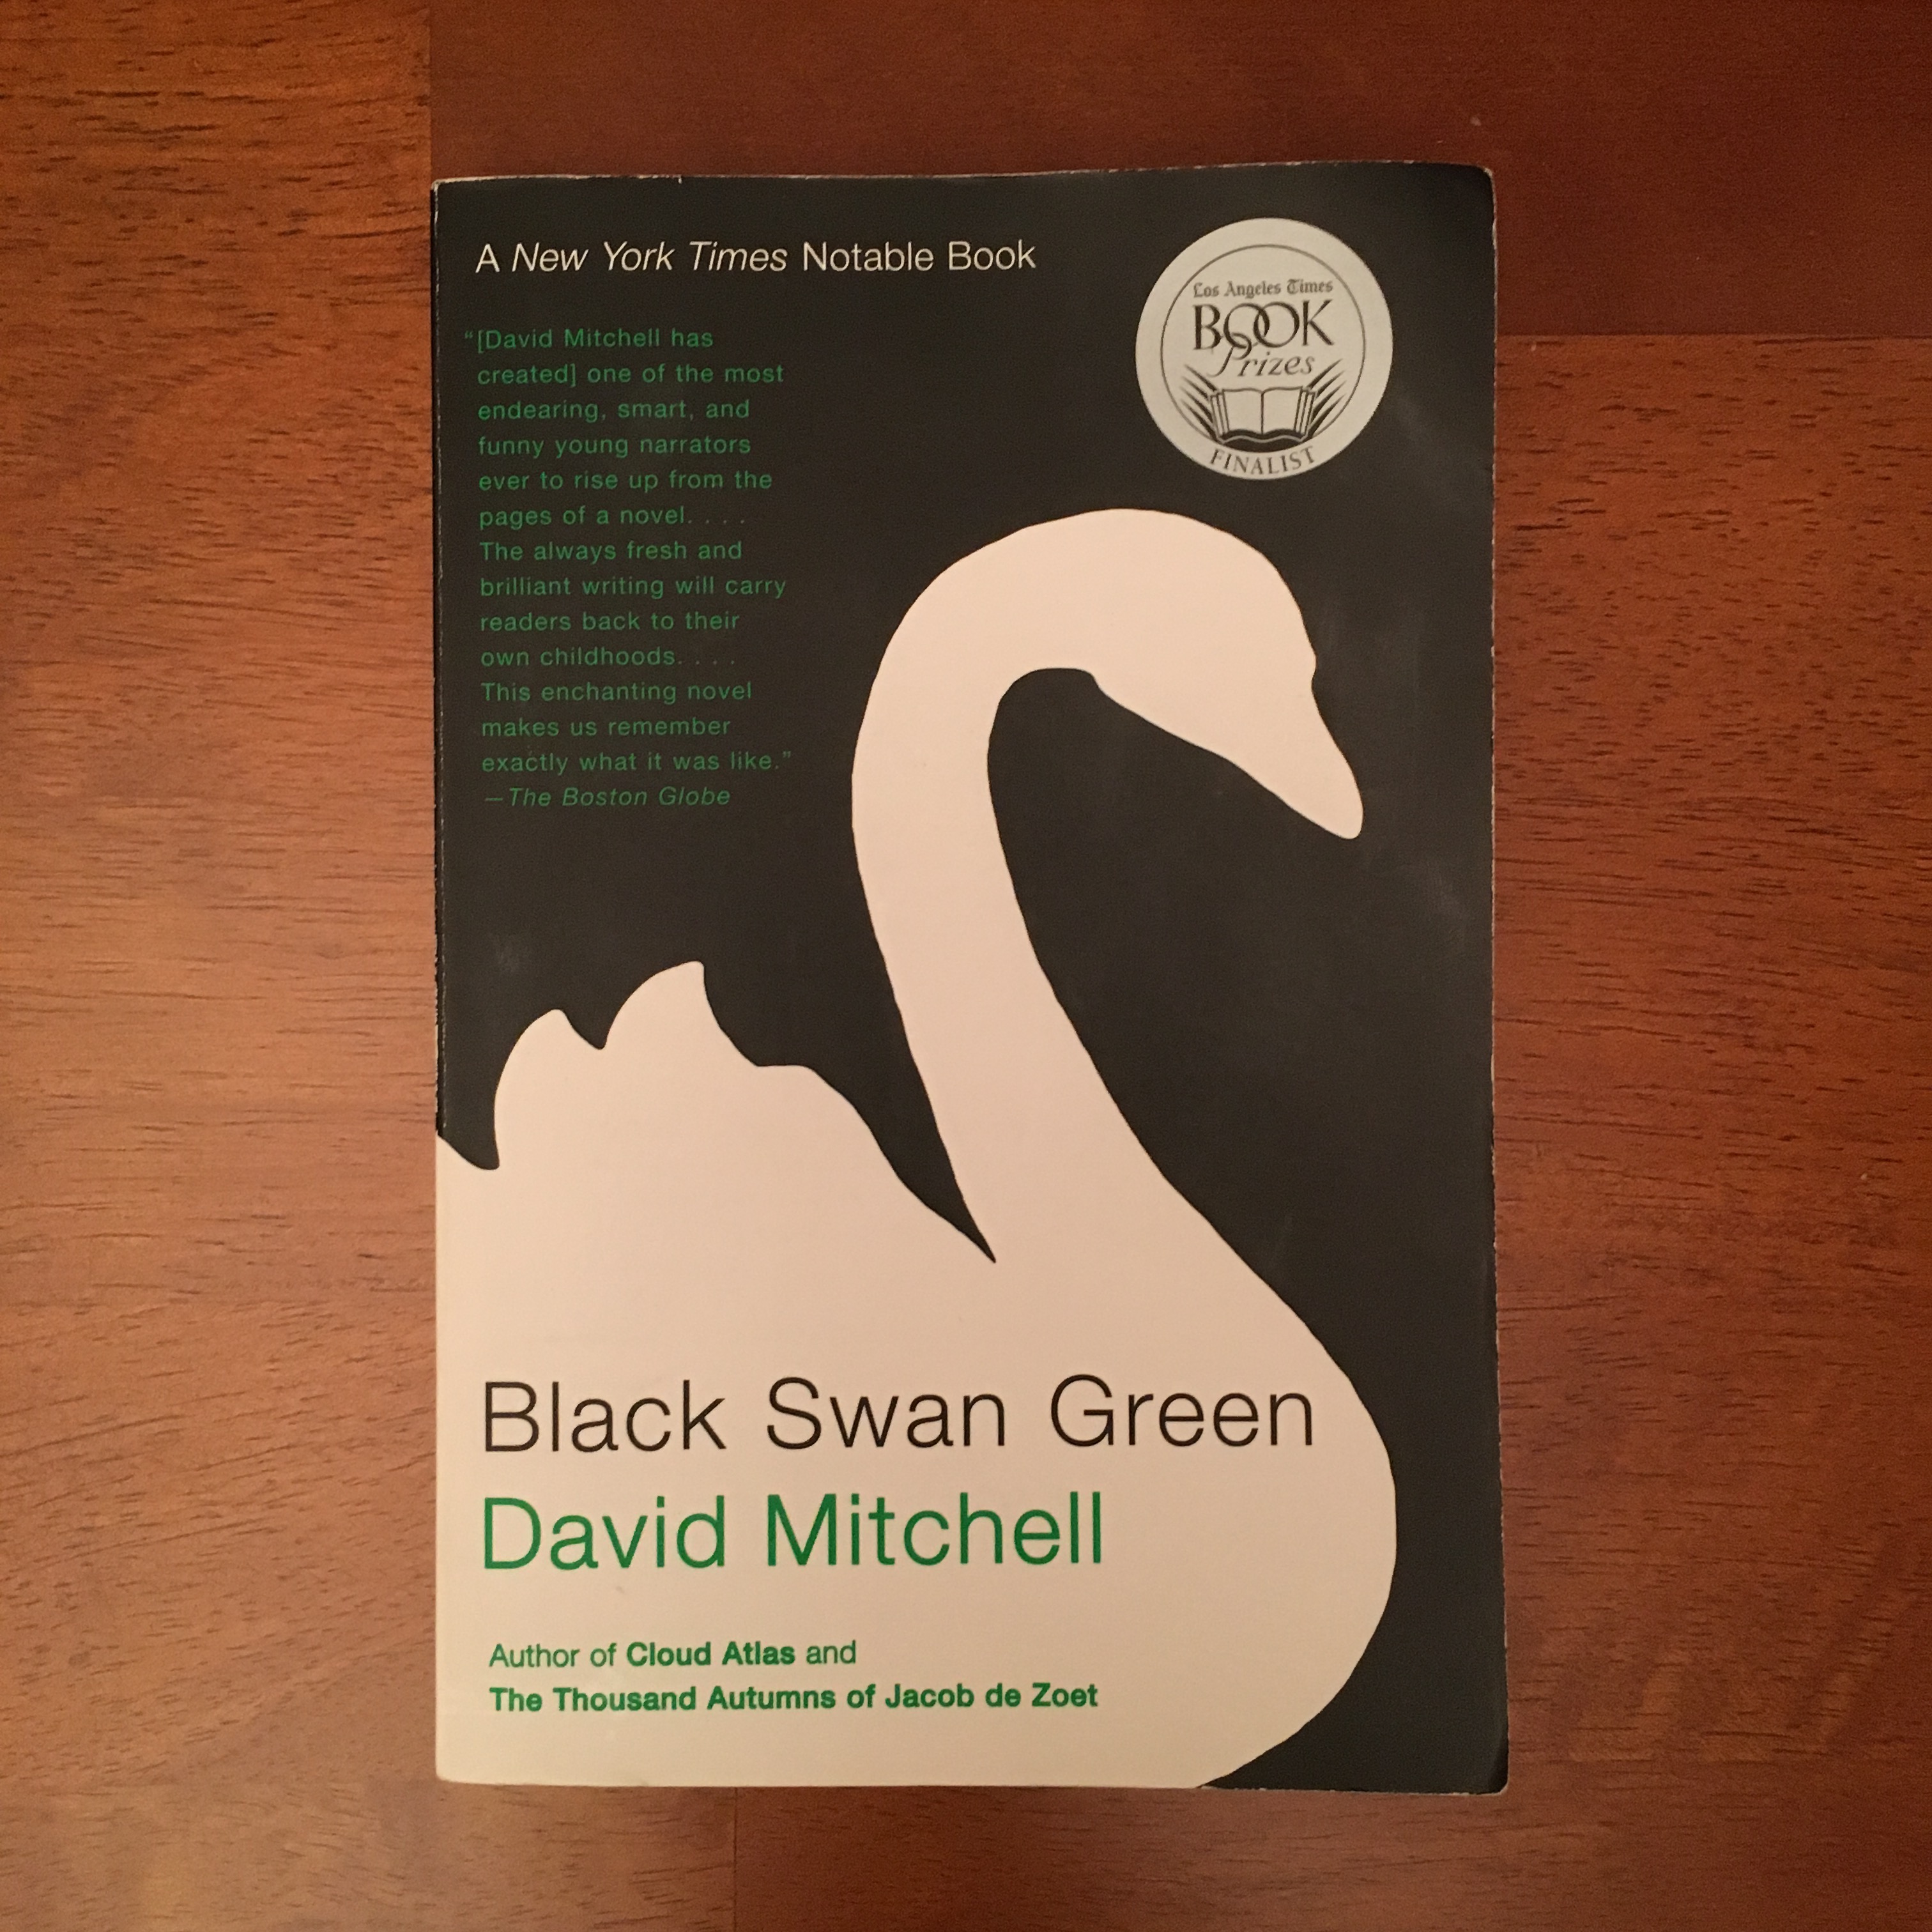 A New York Times Notable Book
Los Angeles Times
BOOK
Prizes
FINALIST
“[David Mitchell has
created] one of the most
endearing, smart, and
funny young narrators
ever to rise up from the
pages of a novel. . . .
The always fresh and
brilliant writing will carry
readers back to their
own childhoods. . . .
This enchanting novel
makes us remember
exactly what it was like.”
—The Boston Globe
Black Swan Green
David Mitchell
Author of Cloud Atlas and
The Thousand Autumns of Jacob de Zoet